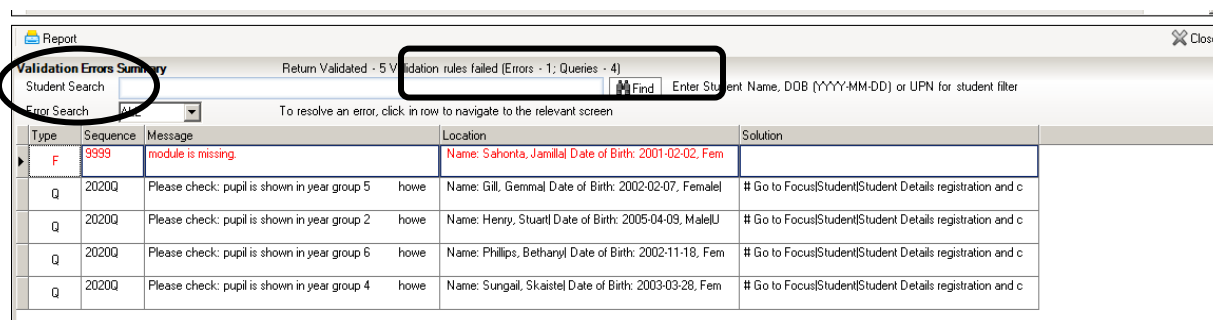 Report Close
Validation Errors Summary Return Validated - 5 Validation rules failed (Errors - 1; Queries - 4)
Student Search Find Enter Student Name, DOB (YYYY-MM-DD) or UPN for student filter
Error Search ALL To resolve an error, click in row to navigate to the relevant screen
Type Sequence Message Location Solution
F 9999 module is missing. Name: Sahonta, Jamilla| Date of Birth: 2001-02-02, Fem
Q 2020Q Please check: pupil is shown in year group 5 howe Name: Gill, Gemma| Date of Birth: 2002-02-07, Female| # Go to Focus|Student|Student Details registration and c
Q 2020Q Please check: pupil is shown in year group 2 howe Name: Henry, Stuart| Date of Birth: 2005-04-09, Male|U # Go to Focus|Student|Student Details registration and c
Q 2020Q Please check: pupil is shown in year group 6 howe Name: Phillips, Bethany| Date of Birth: 2002-11-18, Fem # Go to Focus|Student|Student Details registration and c
Q 2020Q Please check: pupil is shown in year group 4 howe Name: Sungail, Skaiste| Date of Birth: 2003-03-28, Fem # Go to Focus|Student|Student Details registration and c